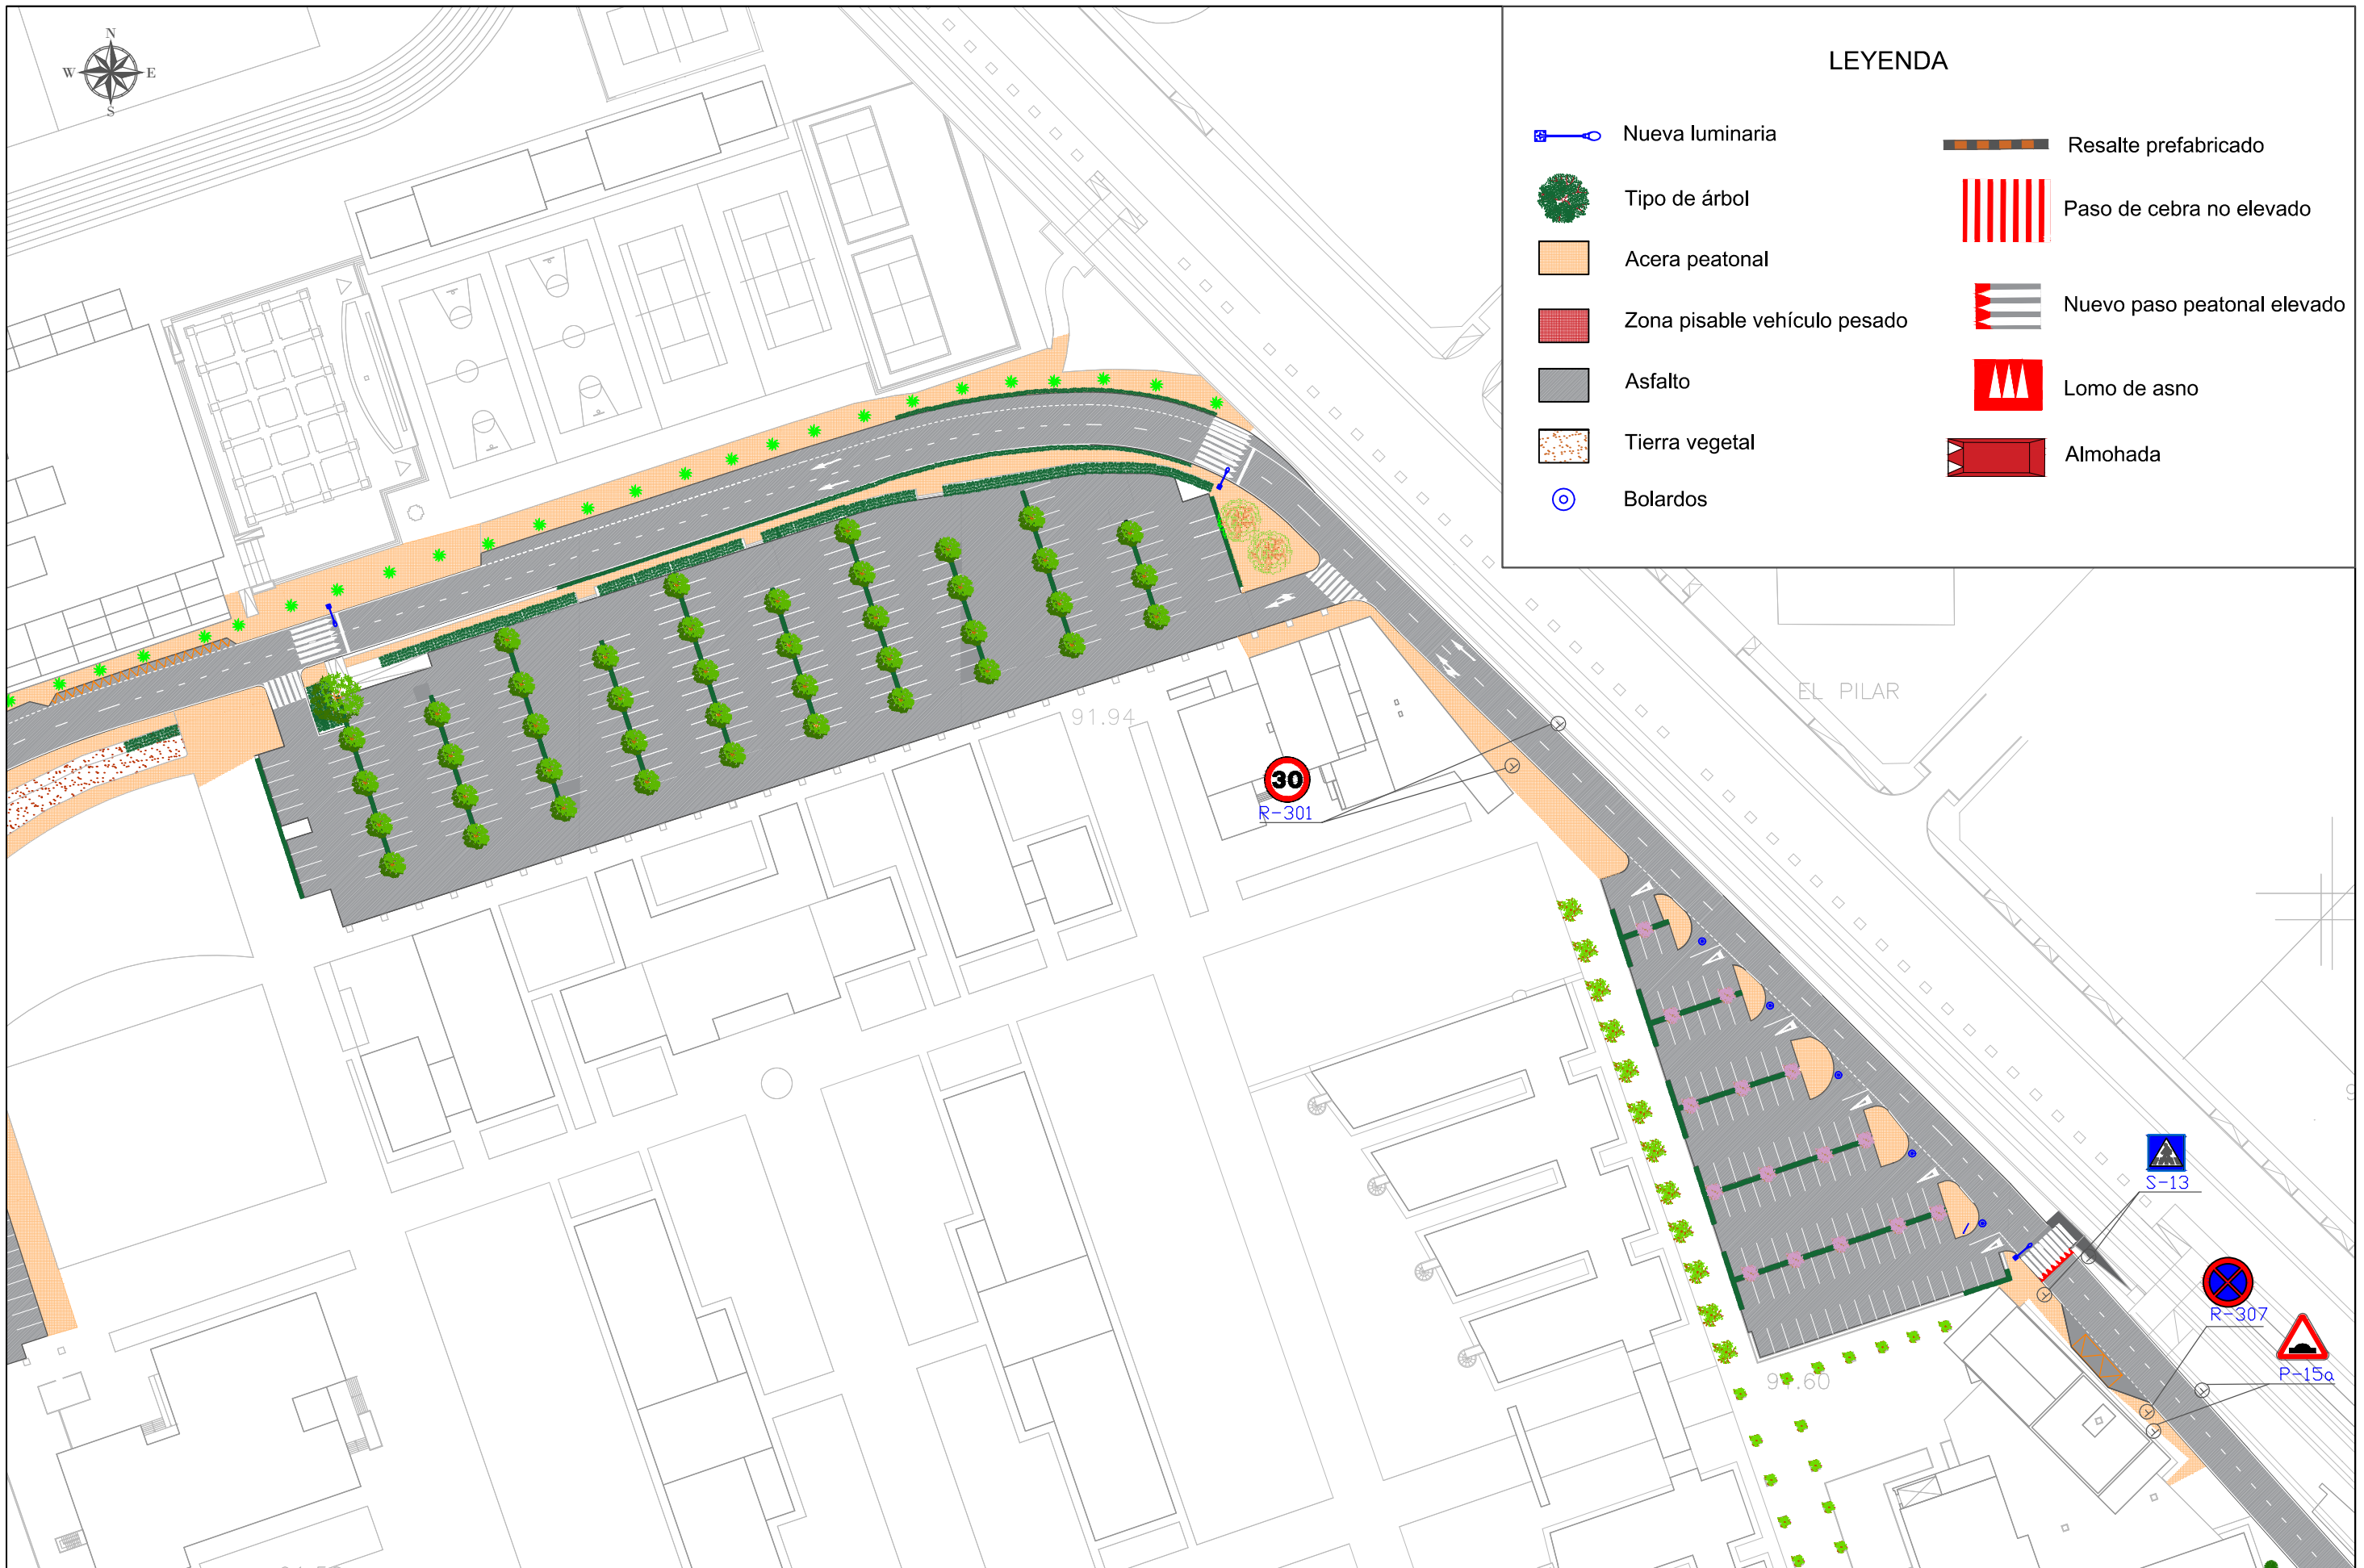 N
W E
S
LEYENDA
Nueva luminaria
Tipo de árbol
Acera peatonal
Zona pisable vehículo pesado
Asfalto
Tierra vegetal
Bolardos
Resalte prefabricado
Paso de cebra no elevado
Nuevo paso peatonal elevado
Lomo de asno
Almohada
EL PILAR
91.94
30
R-301
S-13
R-307
P-15a